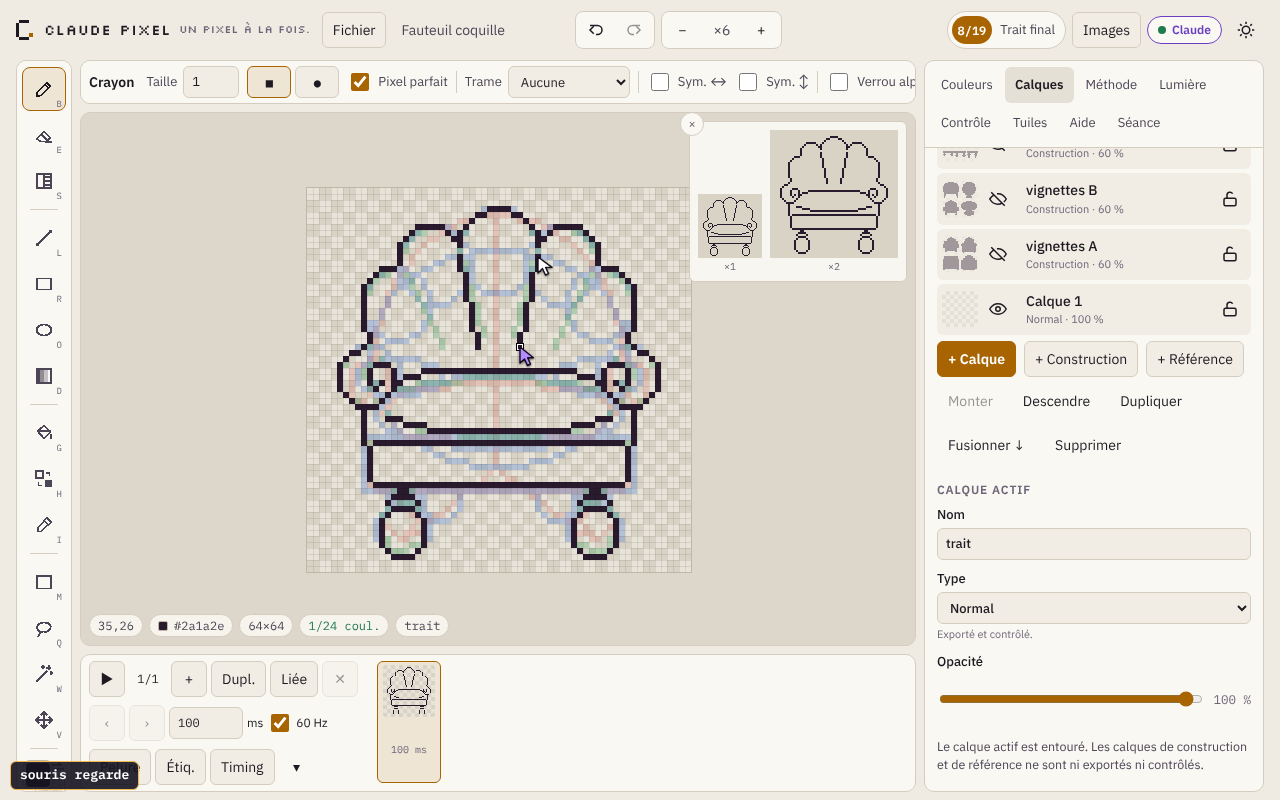 CLAUDE PIXEL UN PIXEL À LA FOIS. Fichier Fauteuil coquille − ×6 + 8/19 Trait final Images Claude
Crayon Taille 1 Pixel parfait Trame Aucune Sym. ↔ Sym. ↕ Verrou alp
B
E
S
L
R
O
D
G
H
I
M
Q
W
V
×
×1 ×2
35,26 #2a1a2e 64×64 1/24 coul. trait
1/1 + Dupl. Liée ×
‹ › 100 ms 60 Hz
Étiq. Timing ▼
100 ms
souris regarde
Couleurs Calques Méthode Lumière
Contrôle Tuiles Aide Séance
Construction · 60 %
vignettes B
Construction · 60 %
vignettes A
Construction · 60 %
Calque 1
Normal · 100 %
+ Calque + Construction + Référence
Monter Descendre Dupliquer
Fusionner ↓ Supprimer
CALQUE ACTIF
Nom
trait
Type
Normal
Exporté et contrôlé.
Opacité
100 %
Le calque actif est entouré. Les calques de construction
et de référence ne sont ni exportés ni contrôlés.